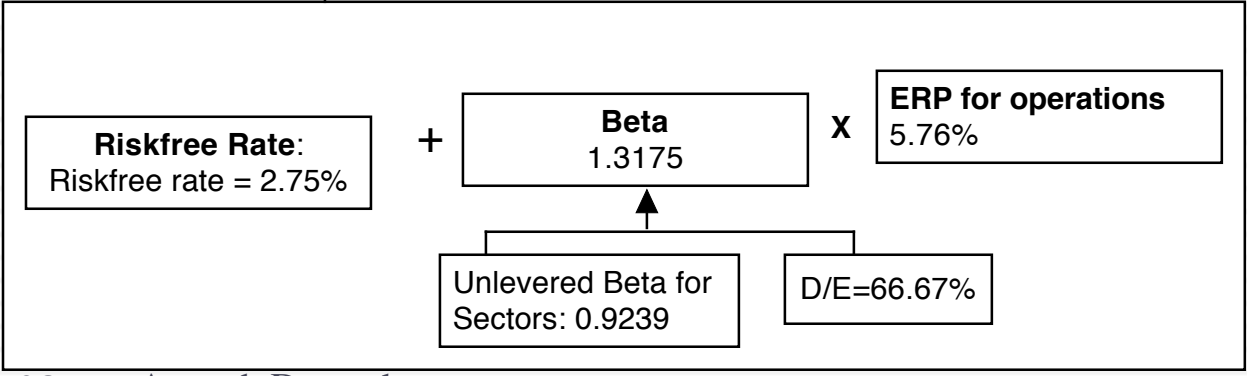 Riskfree Rate:
Riskfree rate = 2.75%
+
Beta
1.3175
X
ERP for operations
5.76%
Unlevered Beta for
Sectors: 0.9239
D/E=66.67%